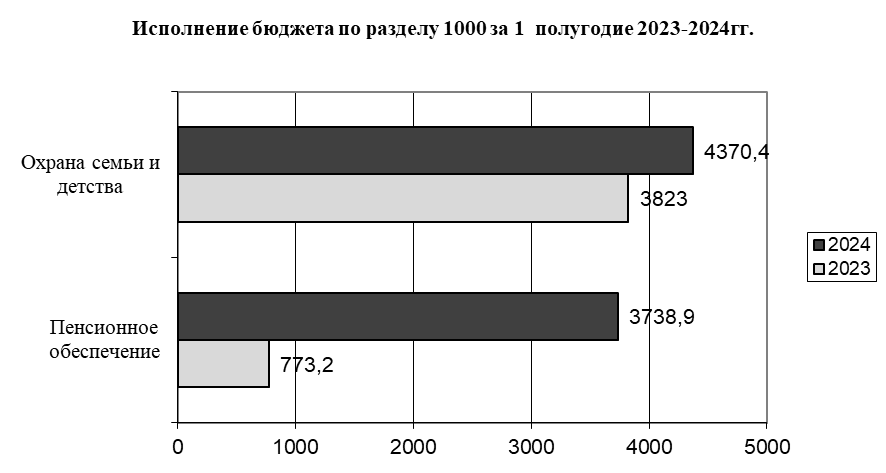 Исполнение бюджета по разделу 1000 за 1 полугодие 2023-2024гг.
Охрана семьи и
детства
4370,4
3823
Пенсионное
обеспечение
3738,9
773,2
2024
2023
0 1000 2000 3000 4000 5000